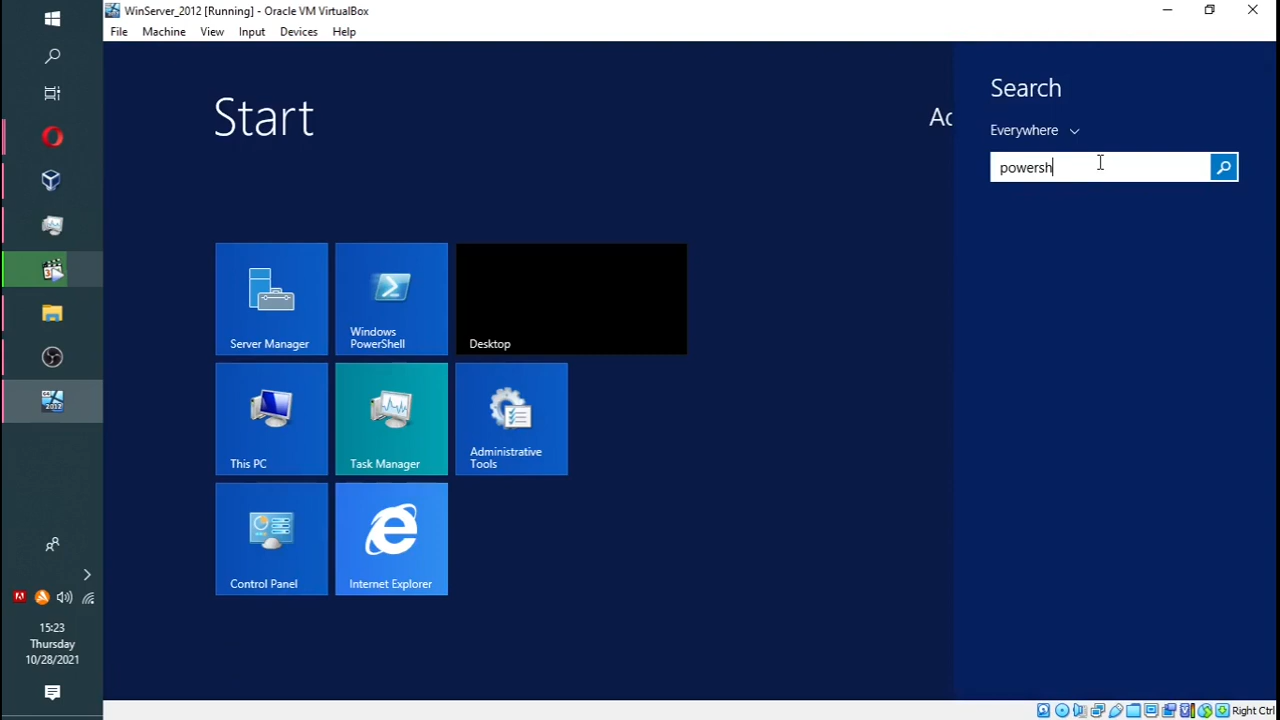 WinServer_2012 [Running] - Oracle VM VirtualBox
File Machine View Input Devices Help
Start
Ac
Search
Everywhere
powersh
Server Manager
Windows
PowerShell
Desktop
This PC
Task Manager
Administrative
Tools
Control Panel
Internet Explorer
2012
15:23
Thursday
10/28/2021
Right Ctrl